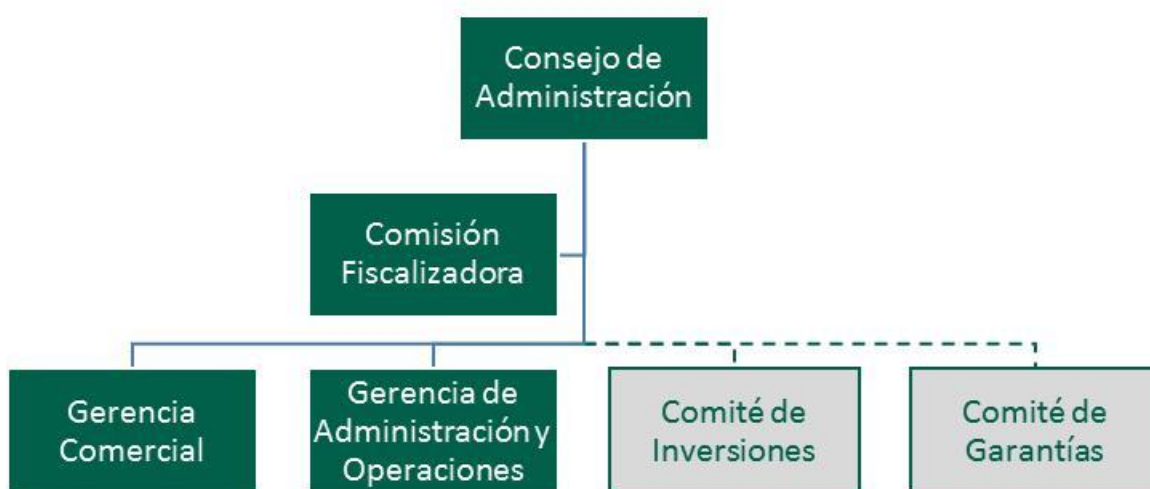 Consejo de
Administración
Comisión
Fiscalizadora
Gerencia
Comercial
Gerencia de
Administración y
Operaciones
Comité de
Inversiones
Comité de
Garantías